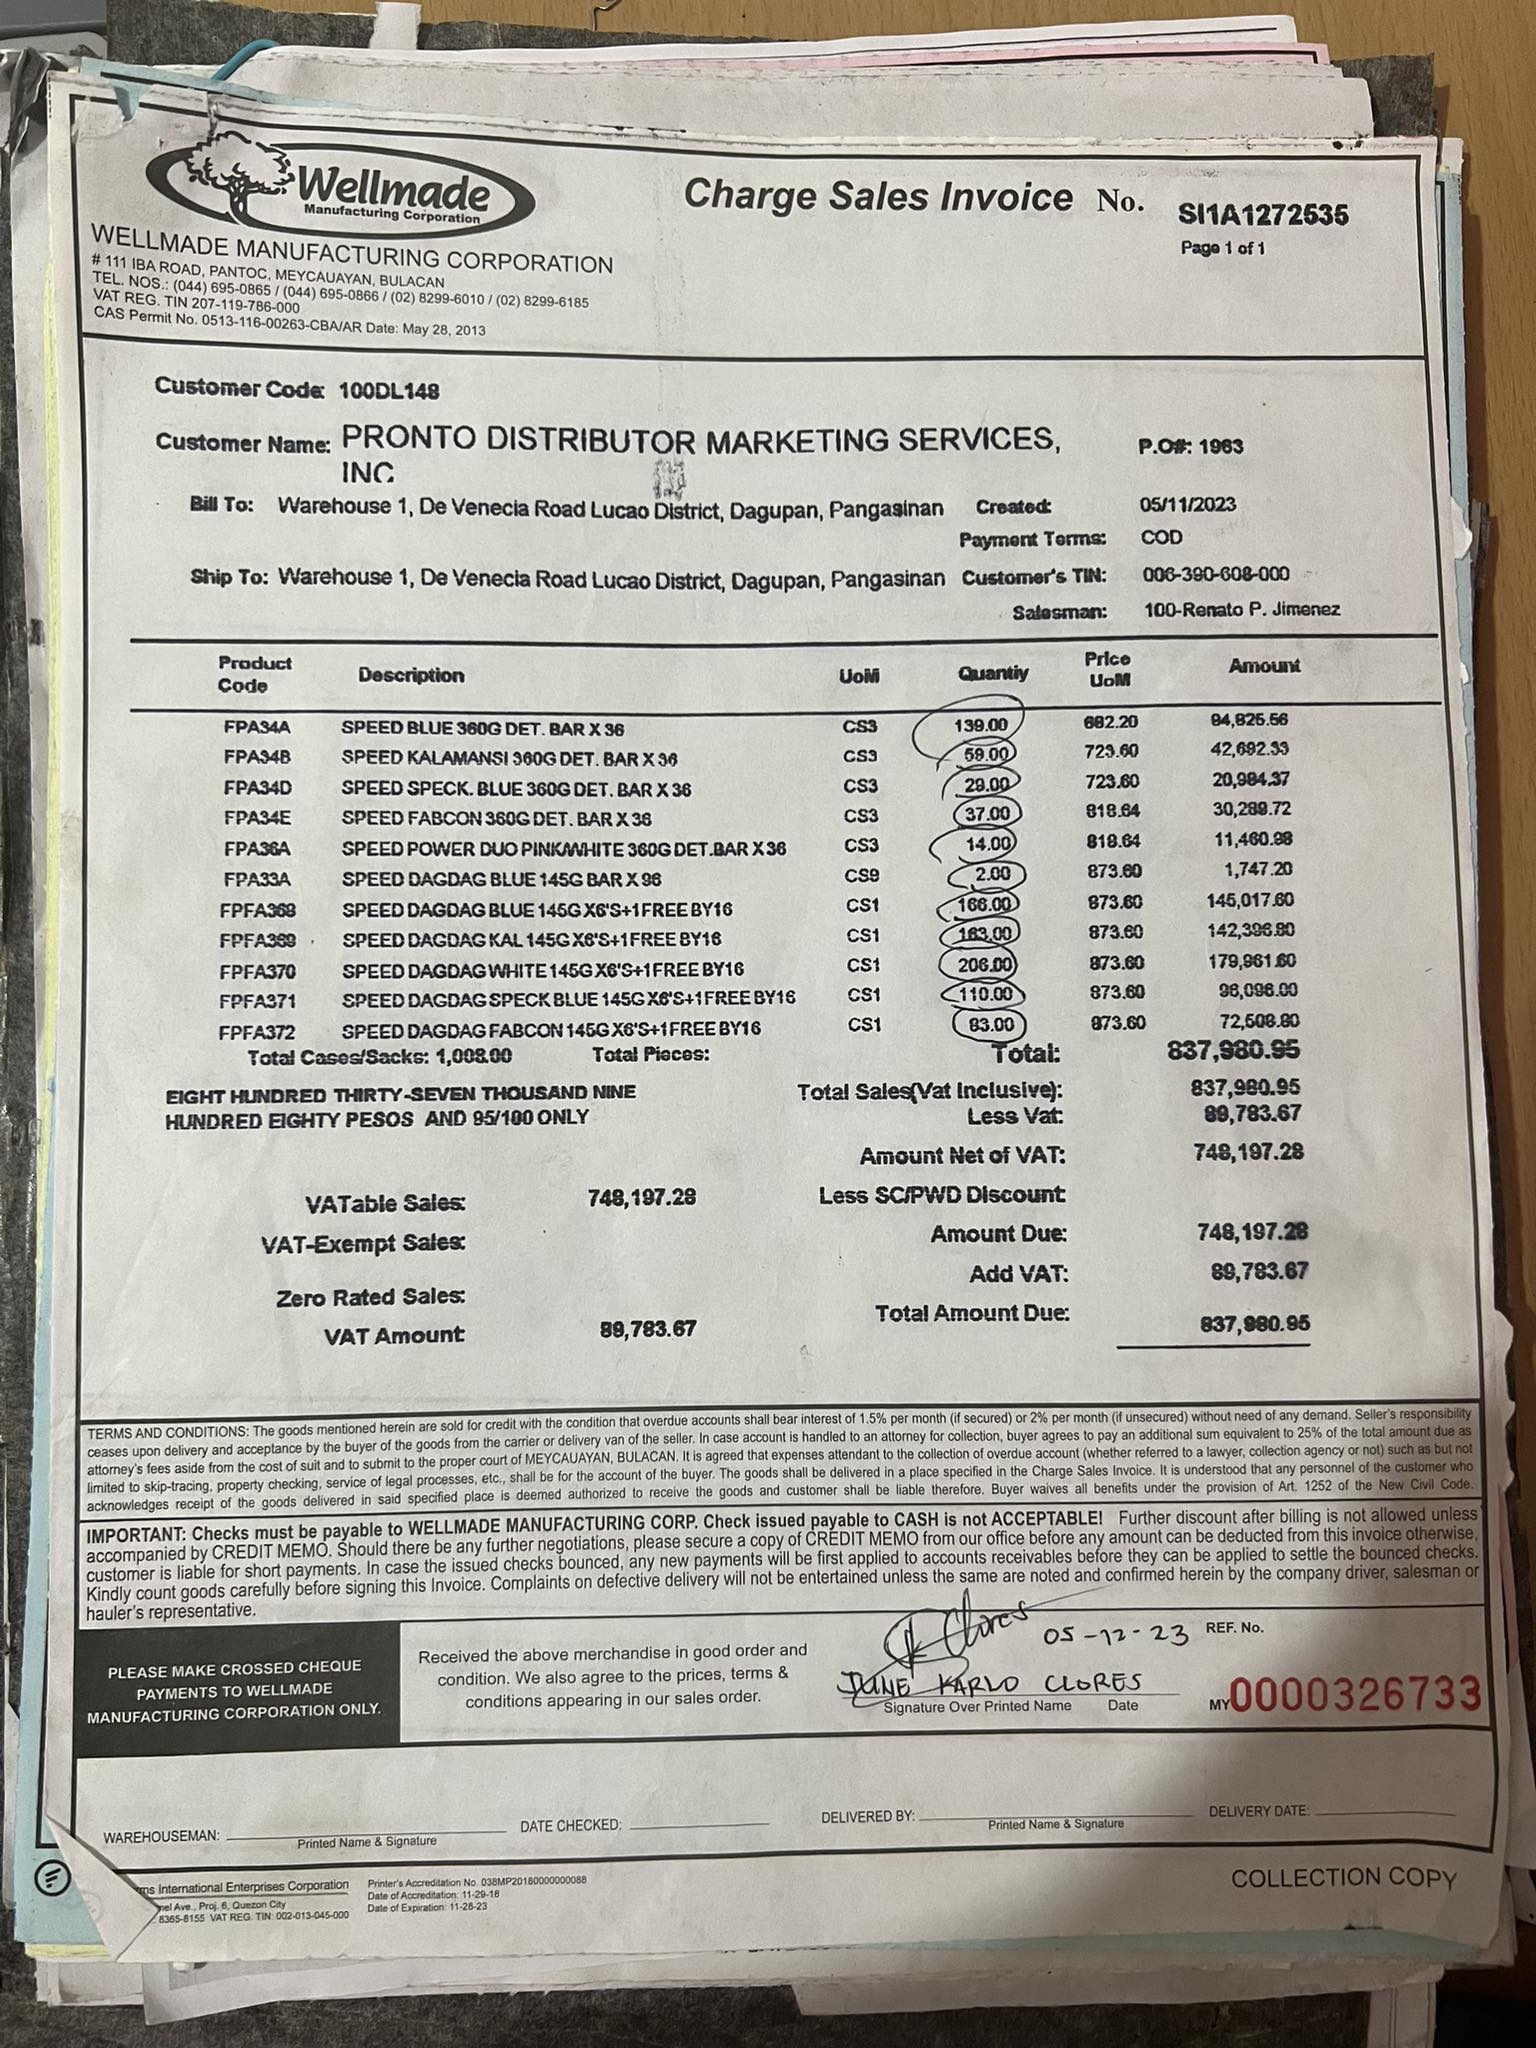 Wellmade
Manufacturing Corporation
Charge Sales Invoice No. SI1A1272535
Page 1 of 1
WELLMADE MANUFACTURING CORPORATION
# 111 IBA ROAD, PANTOC, MEYCAUAYAN, BULACAN
TEL. NOS.: (044) 695-0865 / (044) 695-0866 / (02) 8299-6010 / (02) 8299-6185
VAT REG. TIN 207-119-786-000
CAS Permit No. 0513-116-00263-CBA/AR Date: May 28, 2013
Customer Code: 100DL148
Customer Name: PRONTO DISTRIBUTOR MARKETING SERVICES, P.O#: 1963
INC
Bill To: Warehouse 1, De Venecia Road Lucao District, Dagupan, Pangasinan Created: 05/11/2023
Payment Terms: COD
Ship To: Warehouse 1, De Venecia Road Lucao District, Dagupan, Pangasinan Customer's TIN: 006-390-608-000
Salesman: 100-Renato P. Jimenez
Product Code Description UoM Quantiy Price UoM Amount
FPA34A SPEED BLUE 360G DET. BAR X 36 CS3 139.00 682.20 94,825.56
FPA34B SPEED KALAMANSI 360G DET. BAR X 36 CS3 59.00 723.60 42,692.33
FPA34D SPEED SPECK. BLUE 360G DET. BAR X 36 CS3 29.00 723.60 20,984.37
FPA34E SPEED FABCON 360G DET. BAR X 36 CS3 37.00 818.64 30,289.72
FPA36A SPEED POWER DUO PINK/WHITE 360G DET.BAR X 36 CS3 14.00 818.64 11,460.98
FPA33A SPEED DAGDAG BLUE 145G BAR X 96 CS9 2.00 873.60 1,747.20
FPFA368 SPEED DAGDAG BLUE 145G X6'S+1 FREE BY16 CS1 166.00 873.60 145,017.60
FPFA369 SPEED DAGDAG KAL 145G X6'S+1 FREE BY16 CS1 163.00 873.60 142,396.80
FPFA370 SPEED DAGDAG WHITE 145G X6'S+1 FREE BY16 CS1 206.00 873.60 179,961.60
FPFA371 SPEED DAGDAG SPECK BLUE 145G X6'S+1 FREE BY16 CS1 110.00 873.60 96,096.00
FPFA372 SPEED DAGDAG FABCON 145G X6'S+1 FREE BY16 CS1 83.00 873.60 72,508.80
Total Cases/Sacks: 1,008.00 Total Pieces: Total: 837,980.95
EIGHT HUNDRED THIRTY-SEVEN THOUSAND NINE Total Sales(Vat Inclusive): 837,980.95
HUNDRED EIGHTY PESOS AND 95/100 ONLY Less Vat: 89,783.67
Amount Net of VAT: 748,197.28
VATable Sales: 748,197.28 Less SC/PWD Discount:
VAT-Exempt Sales: Amount Due: 748,197.28
Add VAT: 89,783.67
Zero Rated Sales:
Total Amount Due: 837,980.95
VAT Amount: 89,783.67
TERMS AND CONDITIONS: The goods mentioned herein are sold for credit with the condition that overdue accounts shall bear interest of 1.5% per month (if secured) or 2% per month (if unsecured) without need of any demand. Seller's responsibility
ceases upon delivery and acceptance by the buyer of the goods from the carrier or delivery van of the seller. In case account is handled to an attorney for collection, buyer agrees to pay an additional sum equivalent to 25% of the total amount due as
attorney's fees aside from the cost of suit and to submit to the proper court of MEYCAUAYAN, BULACAN. It is agreed that expenses attendant to the collection of overdue account (whether referred to a lawyer, collection agency or not) such as but not
limited to skip-tracing, property checking, service of legal processes, etc., shall be for the account of the buyer. The goods shall be delivered in a place specified in the Charge Sales Invoice. It is understood that any personnel of the customer who
acknowledges receipt of the goods delivered in said specified place is deemed authorized to receive the goods and customer shall be liable therefore. Buyer waives all benefits under the provision of Art. 1252 of the New Civil Code.
IMPORTANT: Checks must be payable to WELLMADE MANUFACTURING CORP. Check issued payable to CASH is not ACCEPTABLE! Further discount after billing is not allowed unless
accompanied by CREDIT MEMO. Should there be any further negotiations, please secure a copy of CREDIT MEMO from our office before any amount can be deducted from this invoice otherwise,
customer is liable for short payments. In case the issued checks bounced, any new payments will be first applied to accounts receivables before they can be applied to settle the bounced checks.
Kindly count goods carefully before signing this Invoice. Complaints on defective delivery will not be entertained unless the same are noted and confirmed herein by the company driver, salesman or
hauler's representative.
PLEASE MAKE CROSSED CHEQUE
PAYMENTS TO WELLMADE
MANUFACTURING CORPORATION ONLY.
Received the above merchandise in good order and
condition. We also agree to the prices, terms &
conditions appearing in our sales order.
Clores 05-12-23
JUNE KARLO CLORES
Signature Over Printed Name Date
REF. No.
MY0000326733
WAREHOUSEMAN: DATE CHECKED: DELIVERED BY: DELIVERY DATE:
Printed Name & Signature Printed Name & Signature
International Enterprises Corporation
Ave., Proj. 6, Quezon City
8365-8155 VAT REG. TIN: 002-013-045-000
Printer's Accreditation No. 038MP20180000000088
Date of Accreditation: 11-29-18
Date of Expiration: 11-28-23
COLLECTION COPY